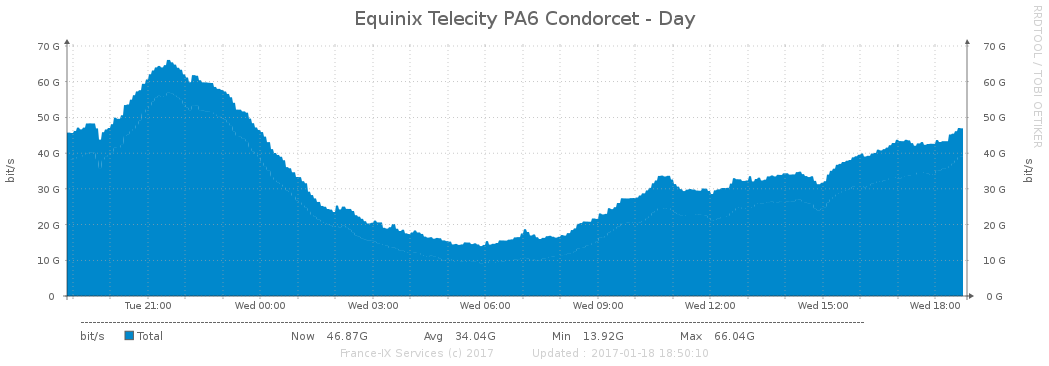 Equinix Telecity PA6 Condorcet - Day
RRDTOOL / TOBI OETIKER
bit/s
bit/s
70 G 70 G
60 G 60 G
50 G 50 G
40 G 40 G
30 G 30 G
20 G 20 G
10 G 10 G
0 0 G
Tue 21:00 Wed 00:00 Wed 03:00 Wed 06:00 Wed 09:00 Wed 12:00 Wed 15:00 Wed 18:00
bit/s Total Now 46.87G Avg 34.04G Min 13.92G Max 66.04G
France-IX Services (c) 2017 Updated : 2017-01-18 18:50:10